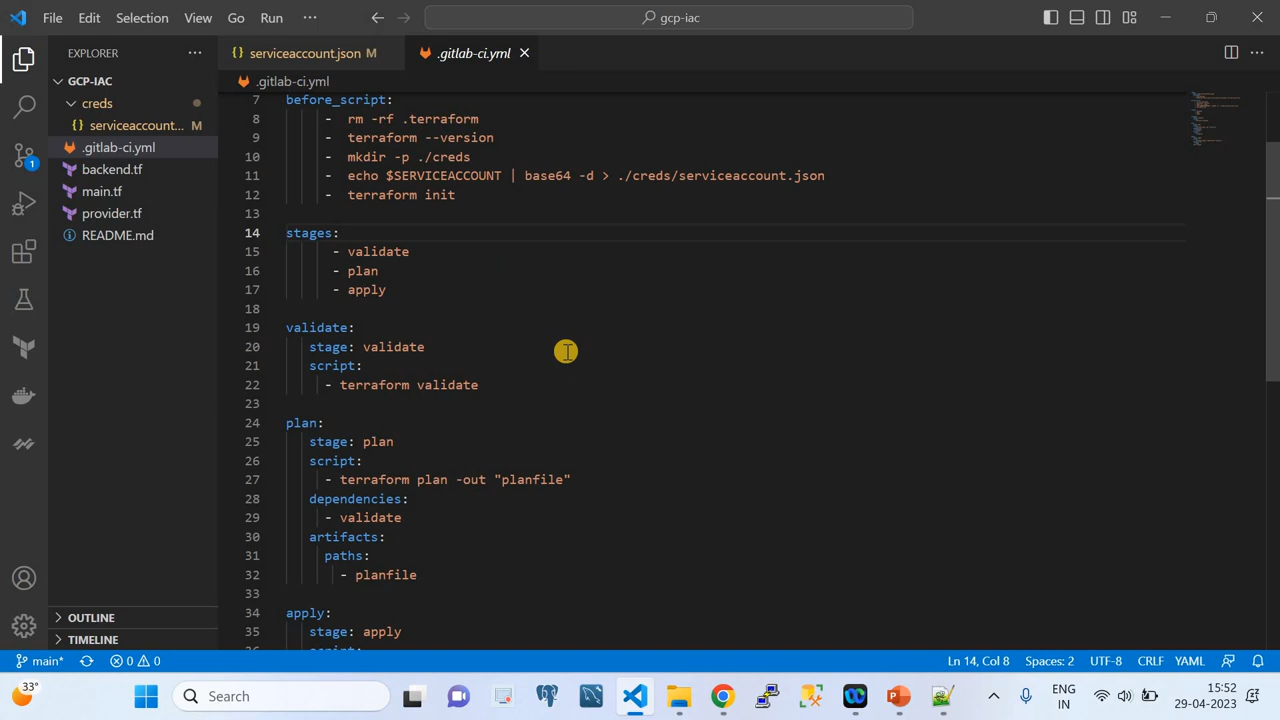 File Edit Selection View Go Run ··· gcp-iac
EXPLORER ···
GCP-IAC
creds
serviceaccount... M
.gitlab-ci.yml
backend.tf
main.tf
provider.tf
README.md
OUTLINE
TIMELINE
1
{} serviceaccount.json M .gitlab-ci.yml
.gitlab-ci.yml
7 before_script:
8 - rm -rf .terraform
9 - terraform --version
10 - mkdir -p ./creds
11 - echo $SERVICEACCOUNT | base64 -d > ./creds/serviceaccount.json
12 - terraform init
13
14 stages:
15 - validate
16 - plan
17 - apply
18
19 validate:
20 stage: validate
21 script:
22 - terraform validate
23
24 plan:
25 stage: plan
26 script:
27 - terraform plan -out "planfile"
28 dependencies:
29 - validate
30 artifacts:
31 paths:
32 - planfile
33
34 apply:
35 stage: apply
main* 0 0 Ln 14, Col 8 Spaces: 2 UTF-8 CRLF YAML
33° Search ENG IN 15:52 29-04-2023